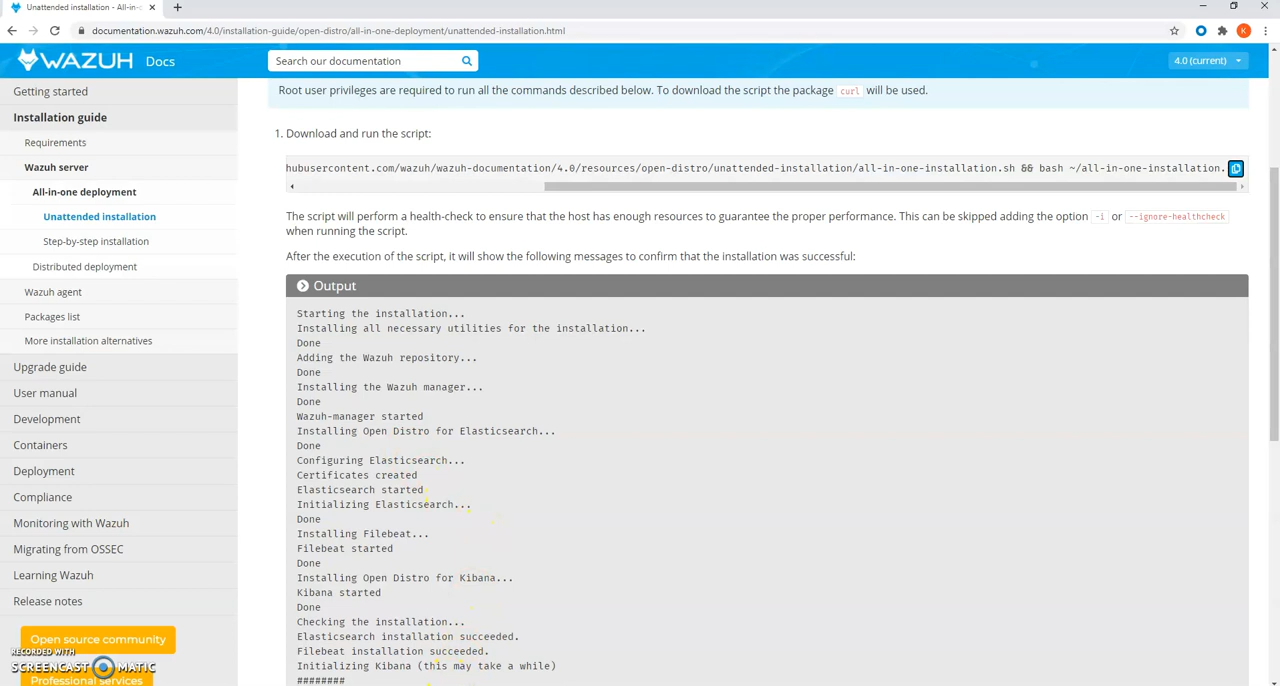 Unattended installation - All-in-
documentation.wazuh.com/4.0/installation-guide/open-distro/all-in-one-deployment/unattended-installation.html
K
WAZUH Docs
Search our documentation
4.0 (current)
Getting started
Installation guide
Requirements
Wazuh server
All-in-one deployment
Unattended installation
Step-by-step installation
Distributed deployment
Wazuh agent
Packages list
More installation alternatives
Upgrade guide
User manual
Development
Containers
Deployment
Compliance
Monitoring with Wazuh
Migrating from OSSEC
Learning Wazuh
Release notes
Open source community
Professional services
RECORDED WITH
SCREENCAST MATIC
Root user privileges are required to run all the commands described below. To download the script the package curl will be used.
1. Download and run the script:
hubusercontent.com/wazuh/wazuh-documentation/4.0/resources/open-distro/unattended-installation/all-in-one-installation.sh && bash ~/all-in-one-installation.
The script will perform a health-check to ensure that the host has enough resources to guarantee the proper performance. This can be skipped adding the option -i or --ignore-healthcheck
when running the script.
After the execution of the script, it will show the following messages to confirm that the installation was successful:
Output
Starting the installation...
Installing all necessary utilities for the installation...
Done
Adding the Wazuh repository...
Done
Installing the Wazuh manager...
Done
Wazuh-manager started
Installing Open Distro for Elasticsearch...
Done
Configuring Elasticsearch...
Certificates created
Elasticsearch started
Initializing Elasticsearch...
Done
Installing Filebeat...
Filebeat started
Done
Installing Open Distro for Kibana...
Kibana started
Done
Checking the installation...
Elasticsearch installation succeeded.
Filebeat installation succeeded.
Initializing Kibana (this may take a while)
########